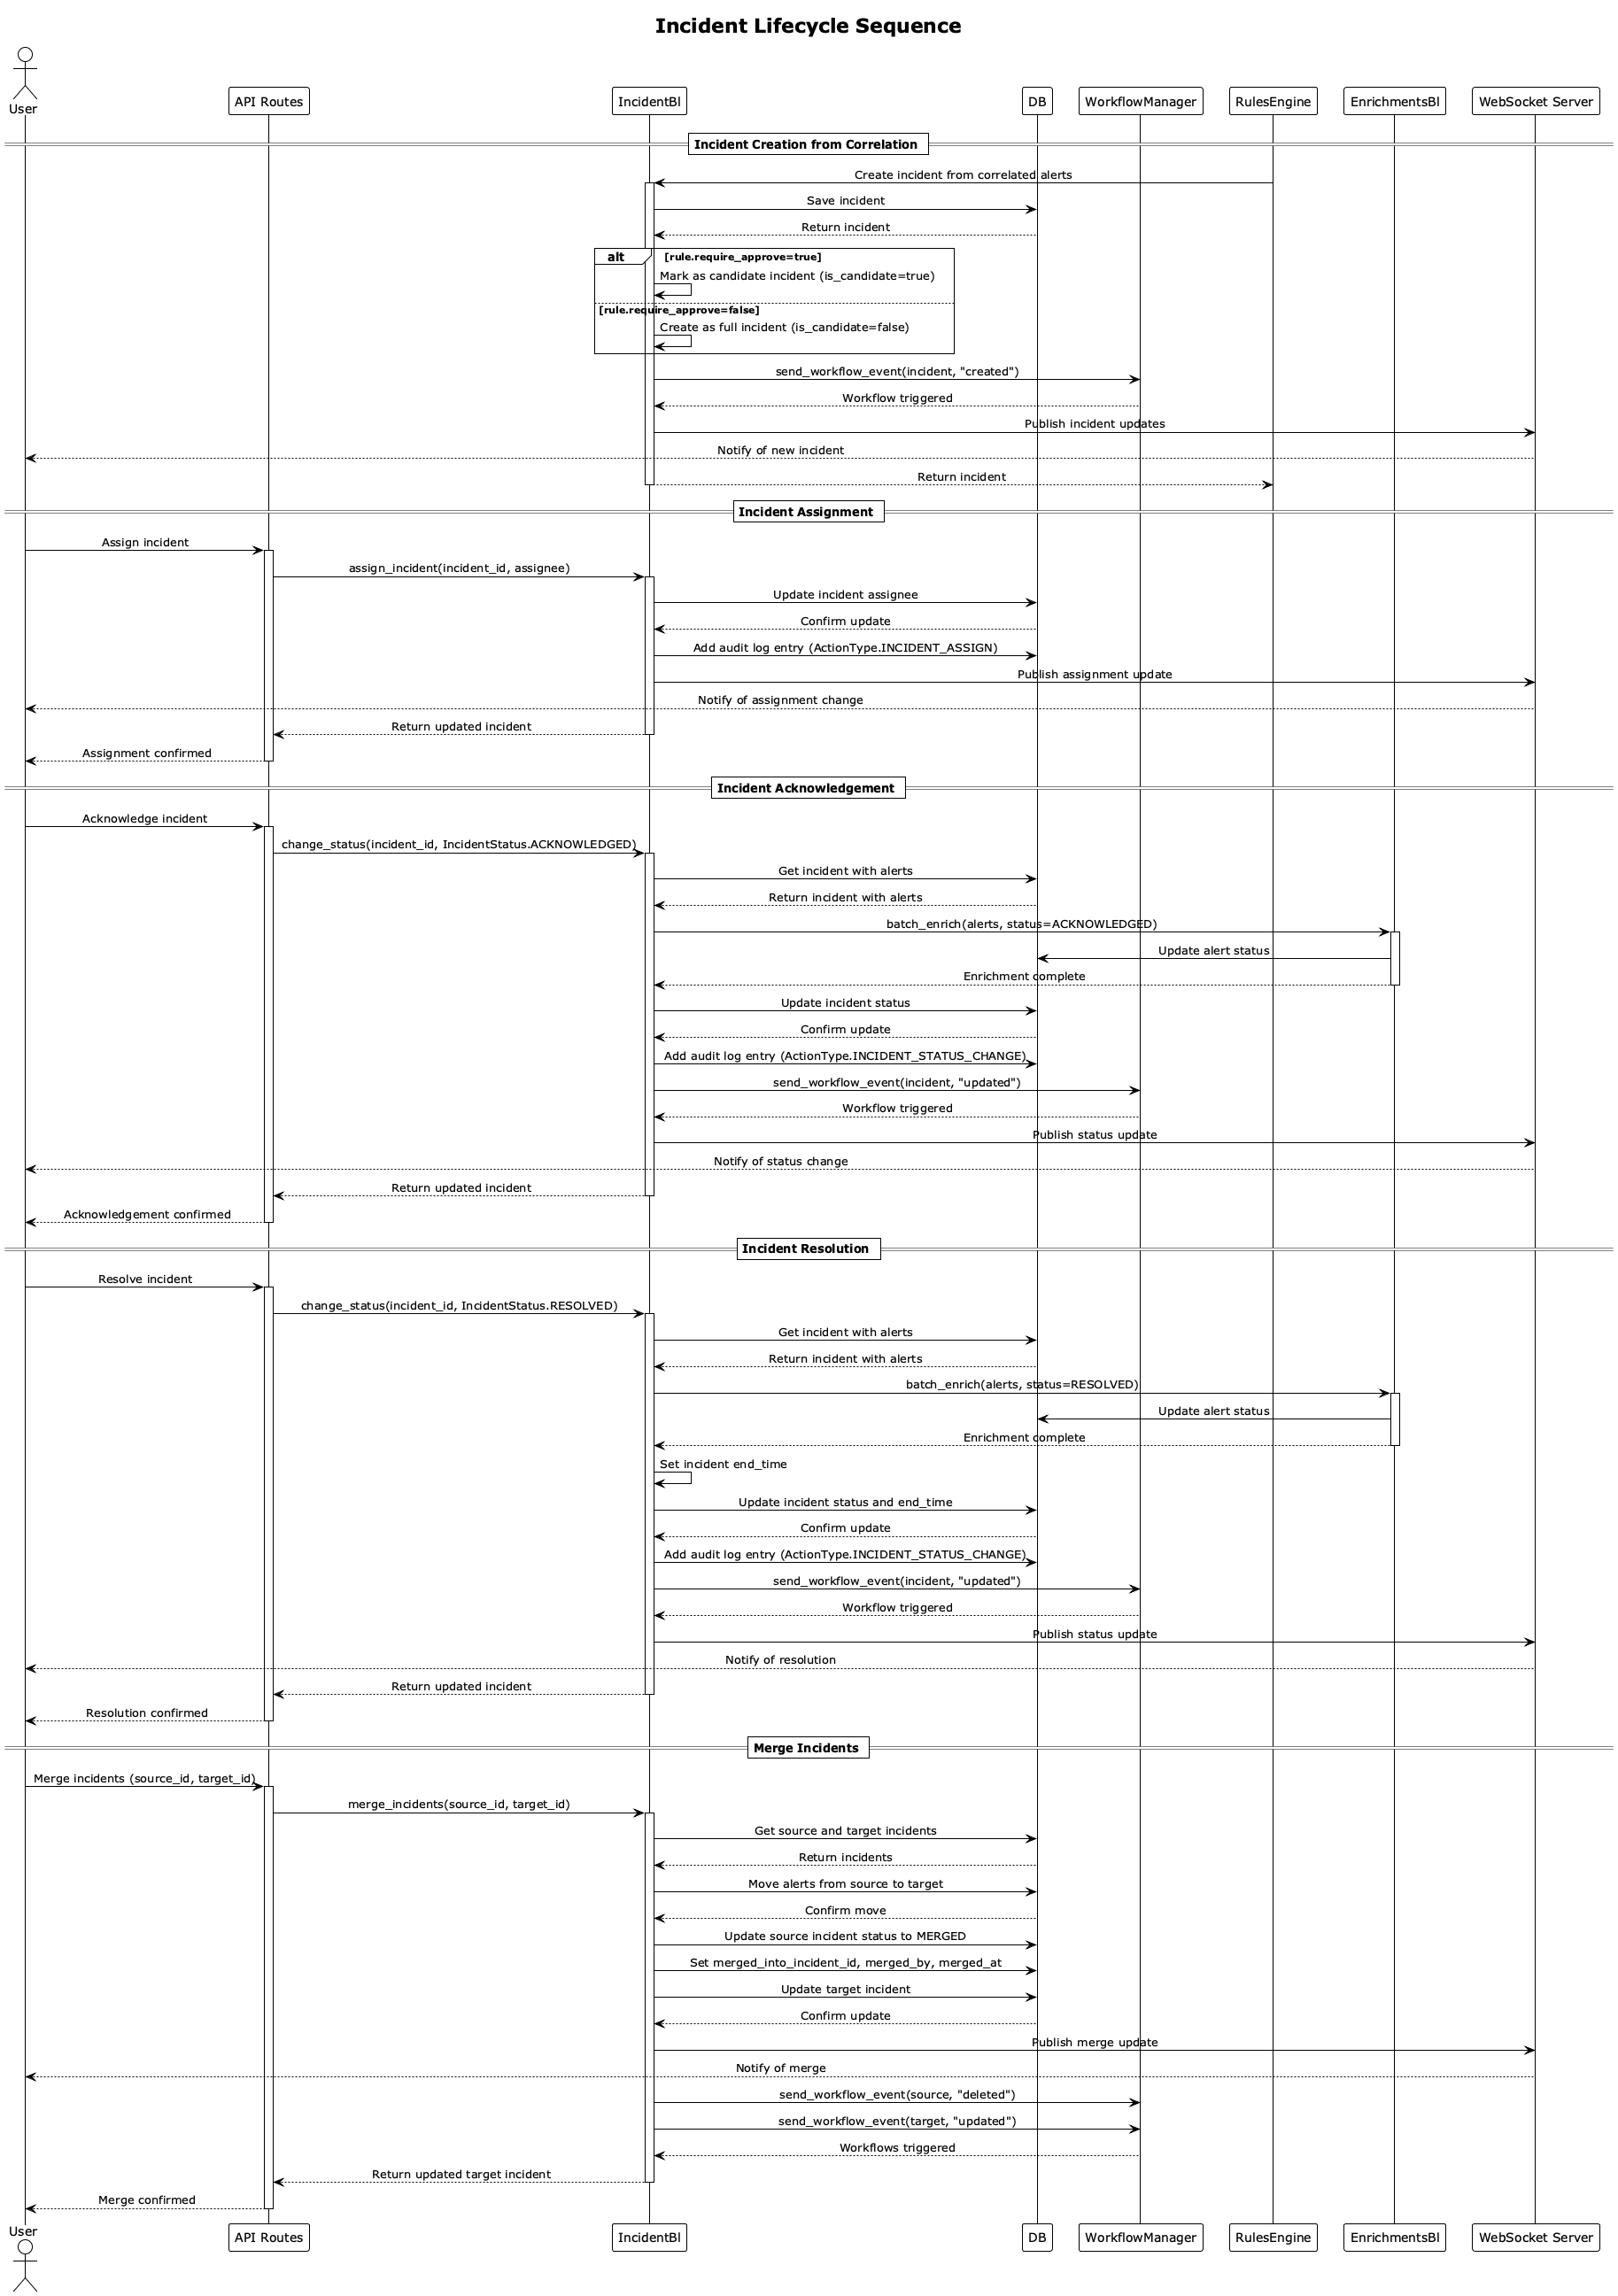 Incident Lifecycle Sequence
User
API Routes
IncidentBl
DB
WorkflowManager
RulesEngine
EnrichmentsBl
WebSocket Server
Incident Creation from Correlation
Create incident from correlated alerts
Save incident
Return incident
alt
[rule.require_approve=true]
Mark as candidate incident (is_candidate=true)
[rule.require_approve=false]
Create as full incident (is_candidate=false)
send_workflow_event(incident, "created")
Workflow triggered
Publish incident updates
Notify of new incident
Return incident
Incident Assignment
Assign incident
assign_incident(incident_id, assignee)
Update incident assignee
Confirm update
Add audit log entry (ActionType.INCIDENT_ASSIGN)
Publish assignment update
Notify of assignment change
Return updated incident
Assignment confirmed
Incident Acknowledgement
Acknowledge incident
change_status(incident_id, IncidentStatus.ACKNOWLEDGED)
Get incident with alerts
Return incident with alerts
batch_enrich(alerts, status=ACKNOWLEDGED)
Update alert status
Enrichment complete
Update incident status
Confirm update
Add audit log entry (ActionType.INCIDENT_STATUS_CHANGE)
send_workflow_event(incident, "updated")
Workflow triggered
Publish status update
Notify of status change
Return updated incident
Acknowledgement confirmed
Incident Resolution
Resolve incident
change_status(incident_id, IncidentStatus.RESOLVED)
Get incident with alerts
Return incident with alerts
batch_enrich(alerts, status=RESOLVED)
Update alert status
Enrichment complete
Set incident end_time
Update incident status and end_time
Confirm update
Add audit log entry (ActionType.INCIDENT_STATUS_CHANGE)
send_workflow_event(incident, "updated")
Workflow triggered
Publish status update
Notify of resolution
Return updated incident
Resolution confirmed
Merge Incidents
Merge incidents (source_id, target_id)
merge_incidents(source_id, target_id)
Get source and target incidents
Return incidents
Move alerts from source to target
Confirm move
Update source incident status to MERGED
Set merged_into_incident_id, merged_by, merged_at
Update target incident
Confirm update
Publish merge update
Notify of merge
send_workflow_event(source, "deleted")
send_workflow_event(target, "updated")
Workflows triggered
Return updated target incident
Merge confirmed
User
API Routes
IncidentBl
DB
WorkflowManager
RulesEngine
EnrichmentsBl
WebSocket Server